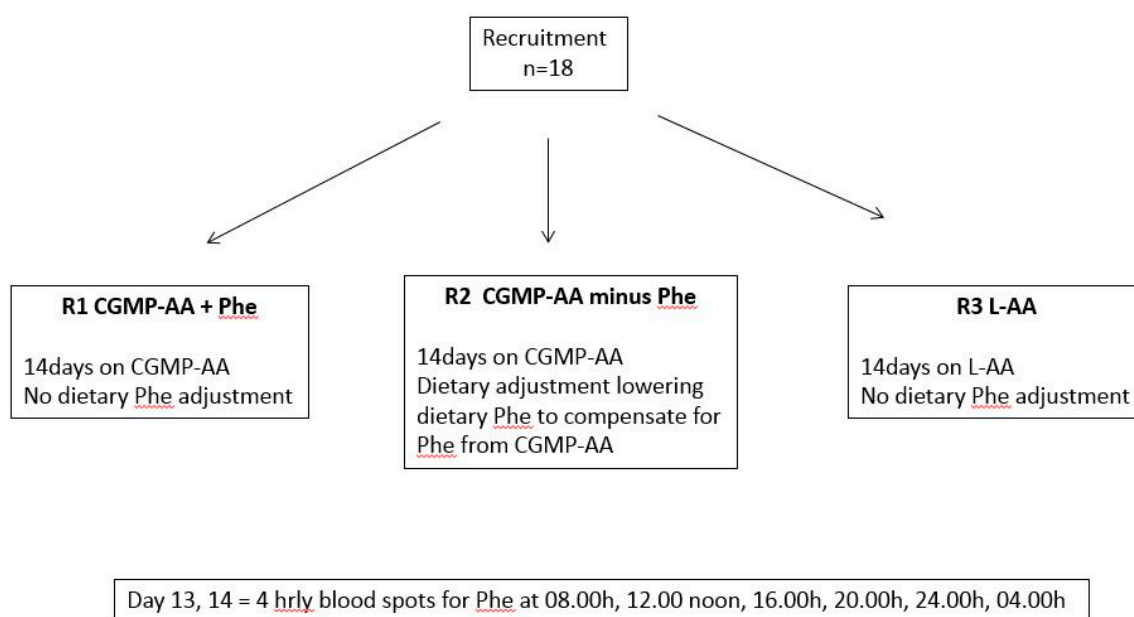 Recruitment
n=18
R1 CGMP-AA + Phe
14days on CGMP-AA
No dietary Phe adjustment
R2 CGMP-AA minus Phe
14days on CGMP-AA
Dietary adjustment lowering
dietary Phe to compensate for
Phe from CGMP-AA
R3 L-AA
14days on L-AA
No dietary Phe adjustment
Day 13, 14 = 4 hrly blood spots for Phe at 08.00h, 12.00 noon, 16.00h, 20.00h, 24.00h, 04.00h